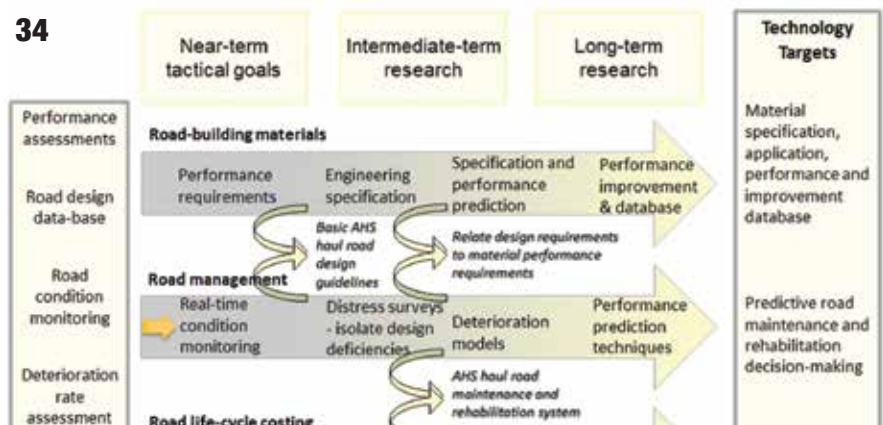 34
Near-term
tactical goals
Intermediate-term
research
Long-term
research
Technology
Targets
Performance
assessments
Road design
data-base
Road
condition
monitoring
Deterioration
rate
assessment
Road-building materials
Performance
requirements
Engineering
specification
Specification and
performance
prediction
Performance
improvement
& database
Basic AHS
haul road
design
guidelines
Relate design requirements
to material performance
requirements
Road management
Real-time
condition
monitoring
Distress surveys
- isolate design
deficiencies
Deterioration
models
Performance
prediction
techniques
AHS haul road
maintenance and
rehabilitation system
Road life-cycle costing
Material
specification,
application,
performance and
improvement
database
Predictive road
maintenance and
rehabilitation
decision-making